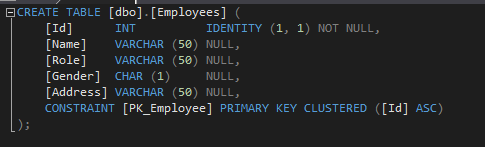 CREATE TABLE [dbo].[Employees] (
    [Id]      INT          IDENTITY (1, 1) NOT NULL,
    [Name]    VARCHAR (50) NULL,
    [Role]    VARCHAR (50) NULL,
    [Gender]  CHAR (1)     NULL,
    [Address] VARCHAR (50) NULL,
    CONSTRAINT [PK_Employee] PRIMARY KEY CLUSTERED ([Id] ASC)
);